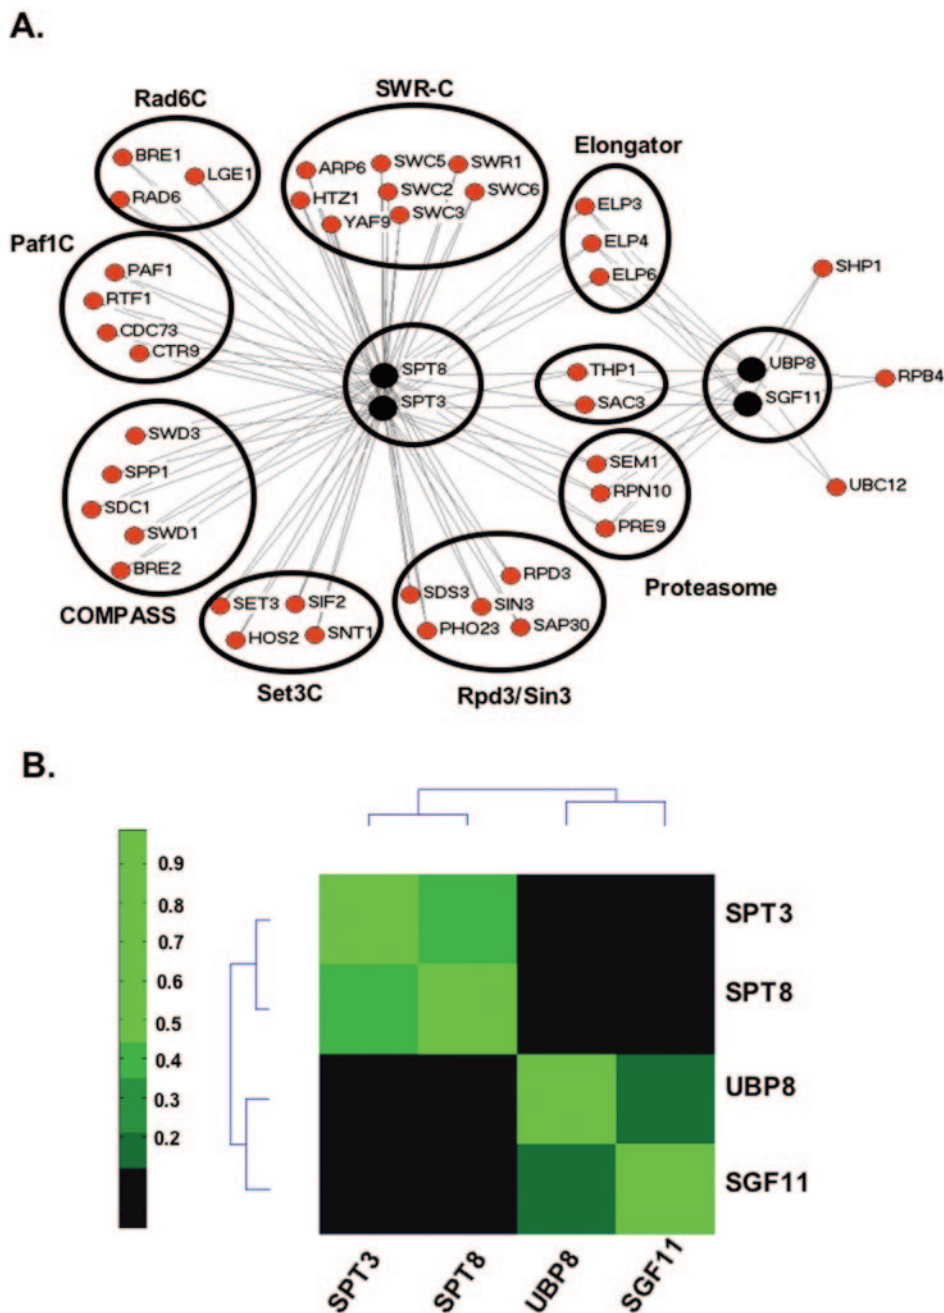 A.
Rad6C
BRE1
LGE1
RAD6
SWR-C
ARP6
SWC5
SWR1
HTZ1
SWC2
SWC6
YAF9
SWC3
Elongator
ELP3
ELP4
ELP6
Paf1C
PAF1
RTF1
CDC73
CTR9
SPT8
SPT3
THP1
SAC3
SHP1
UBP8
SGF11
RPB4
UBC12
SWD3
SPP1
SDC1
SWD1
BRE2
COMPASS
SEM1
RPN10
PRE9
Proteasome
SET3
SIF2
HOS2
SNT1
Set3C
RPD3
SDS3
SIN3
PHO23
SAP30
Rpd3/Sin3
B.
0.9
0.8
0.7
0.6
0.5
0.4
0.3
0.2
SPT3
SPT8
UBP8
SGF11
SPT3
SPT8
UBP8
SGF11